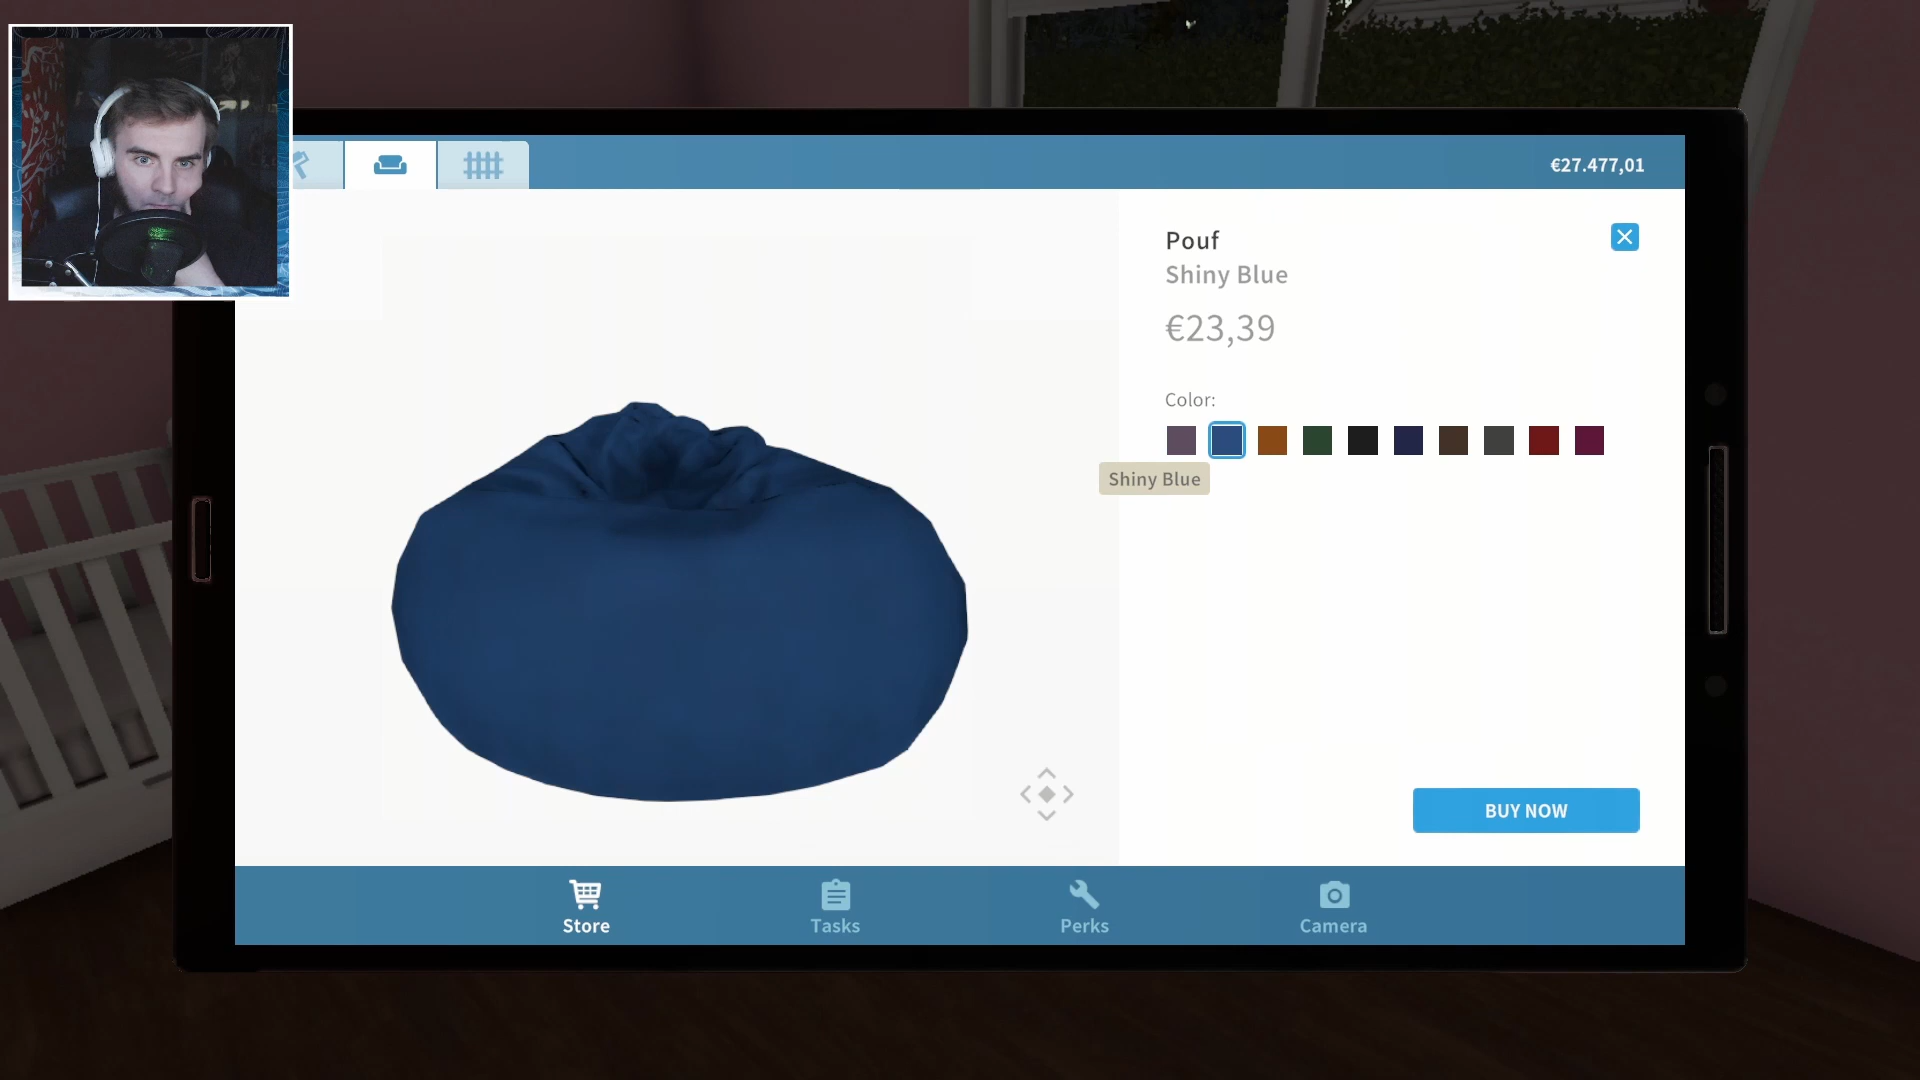 €27.477,01
Pouf
Shiny Blue
€23,39
Color:
Shiny Blue
BUY NOW
Store
Tasks
Perks
Camera